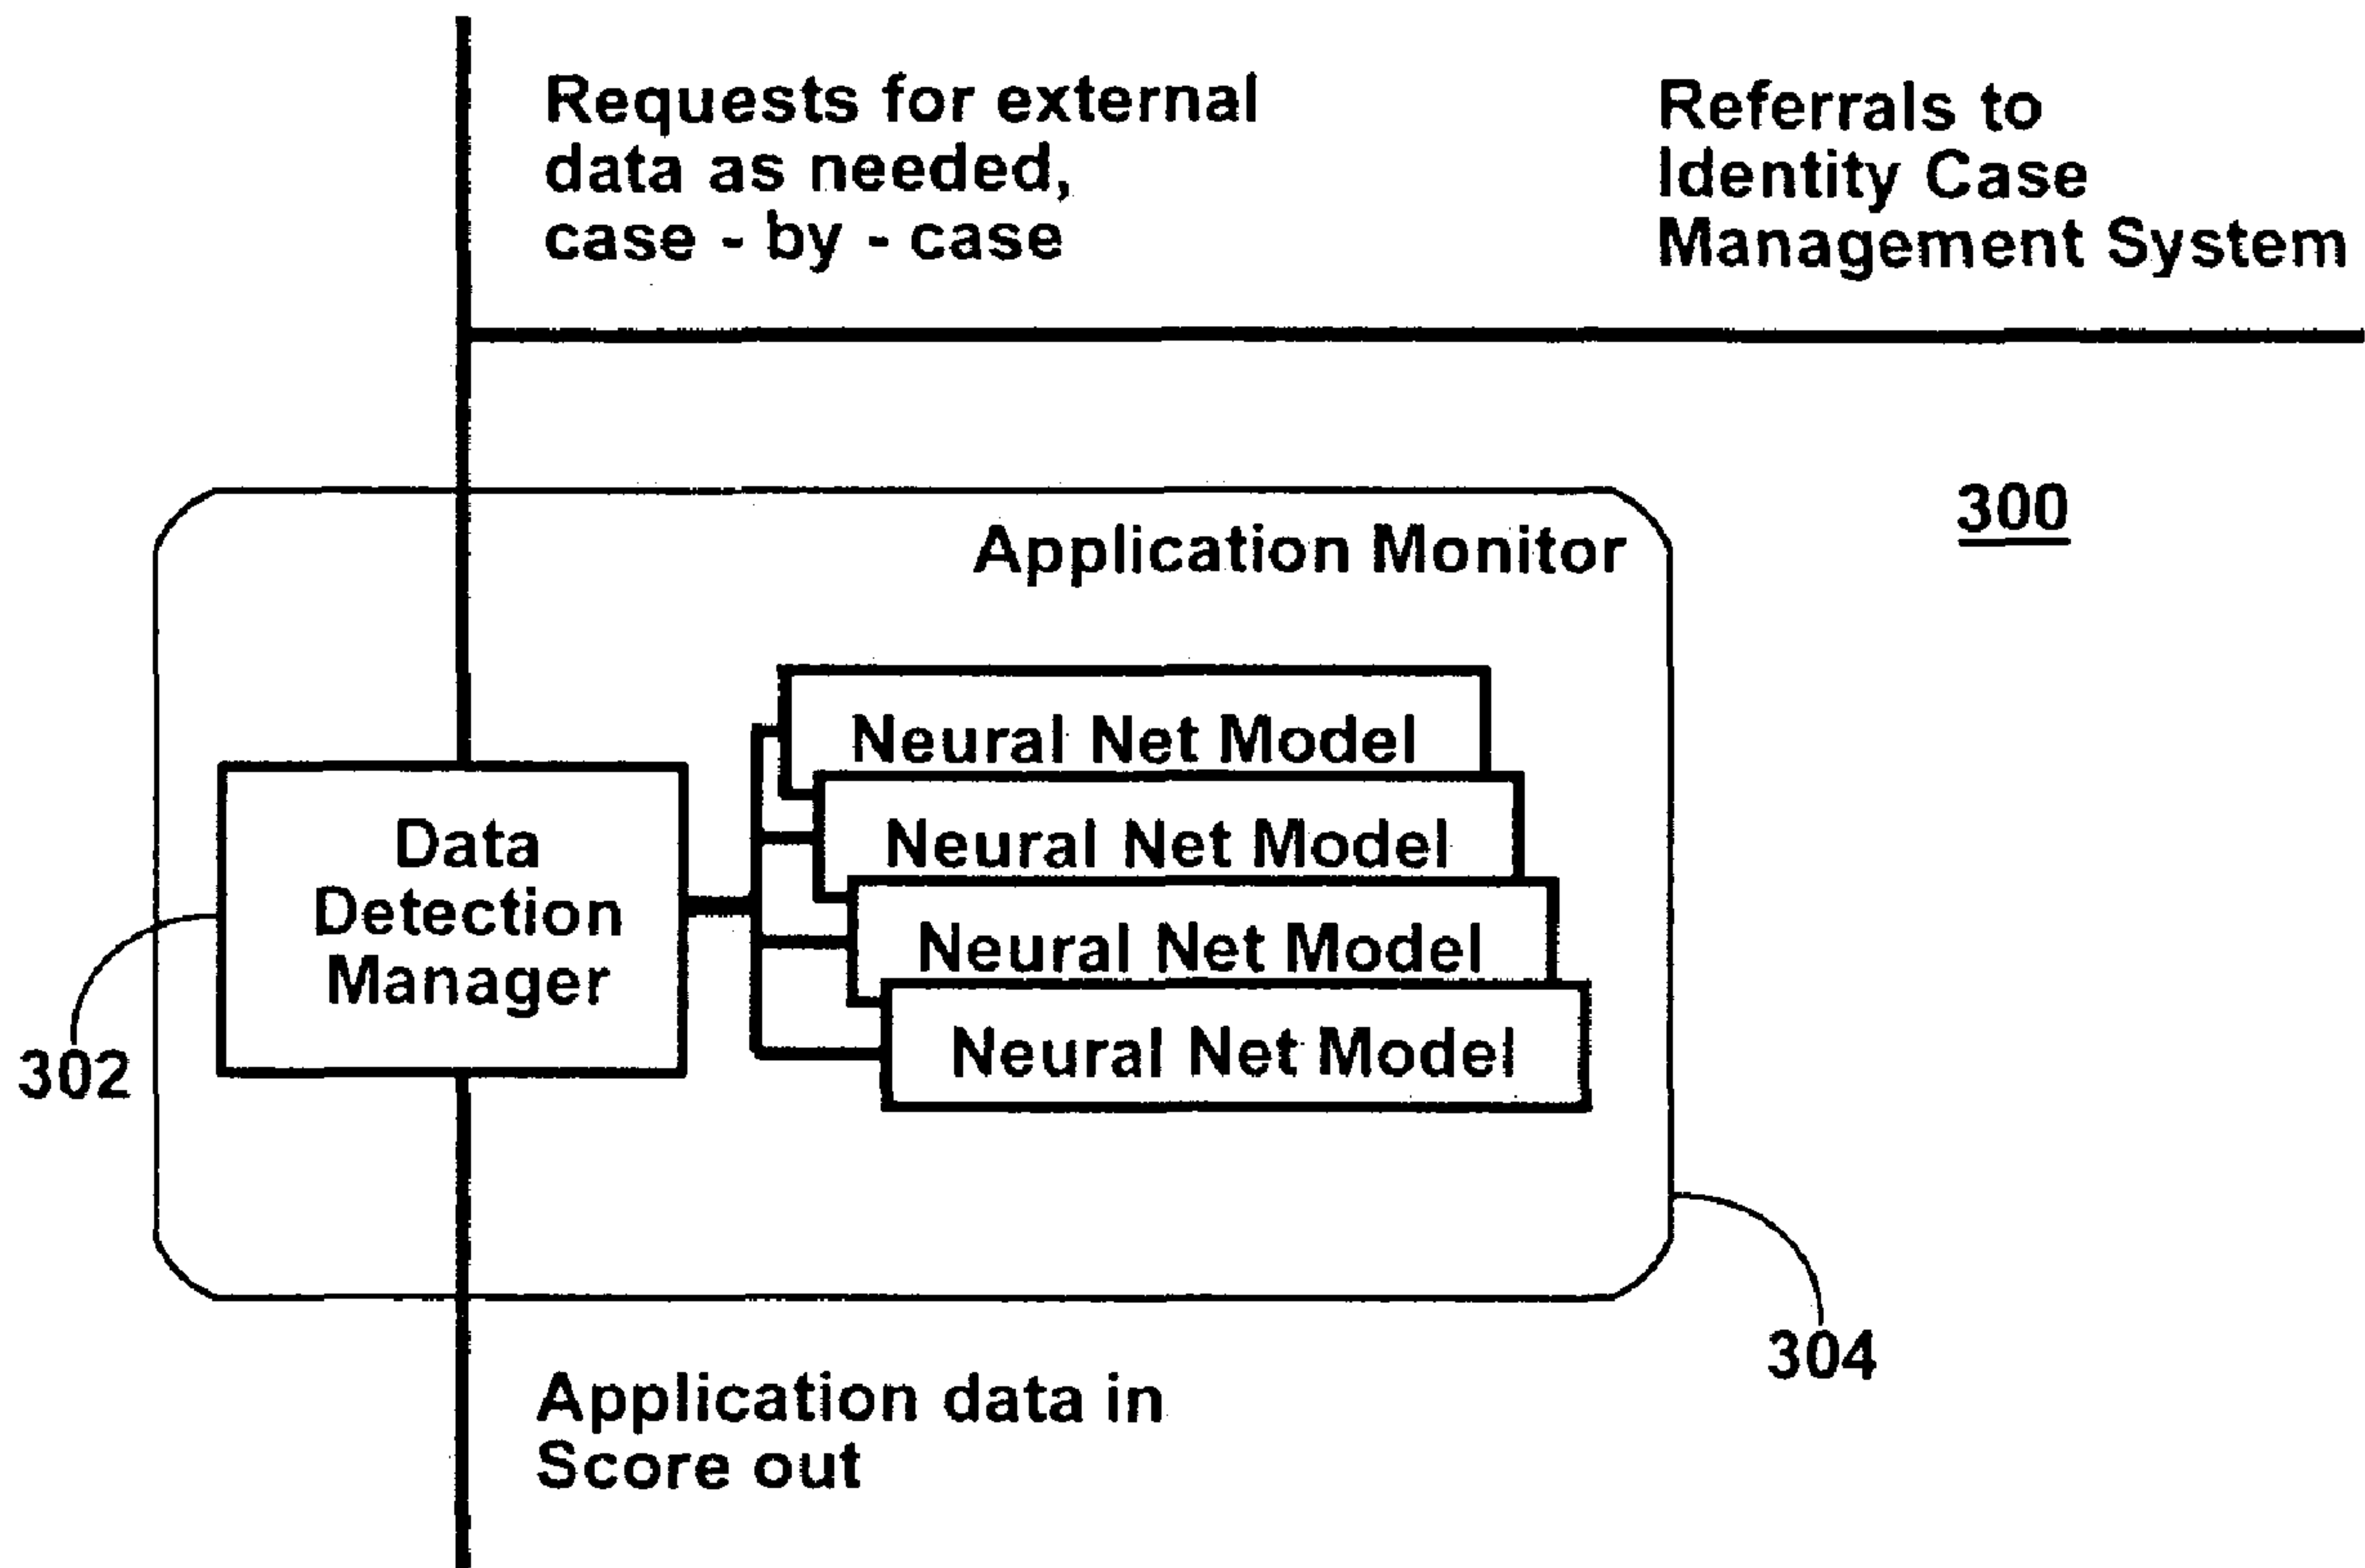 Requests for external
data as needed,
case - by - case
Referrals to
Identity Case
Management System
300
Application Monitor
Neural Net Model
Neural Net Model
Neural Net Model
Neural Net Model
Data
Detection
Manager
302
304
Application data in
Score out